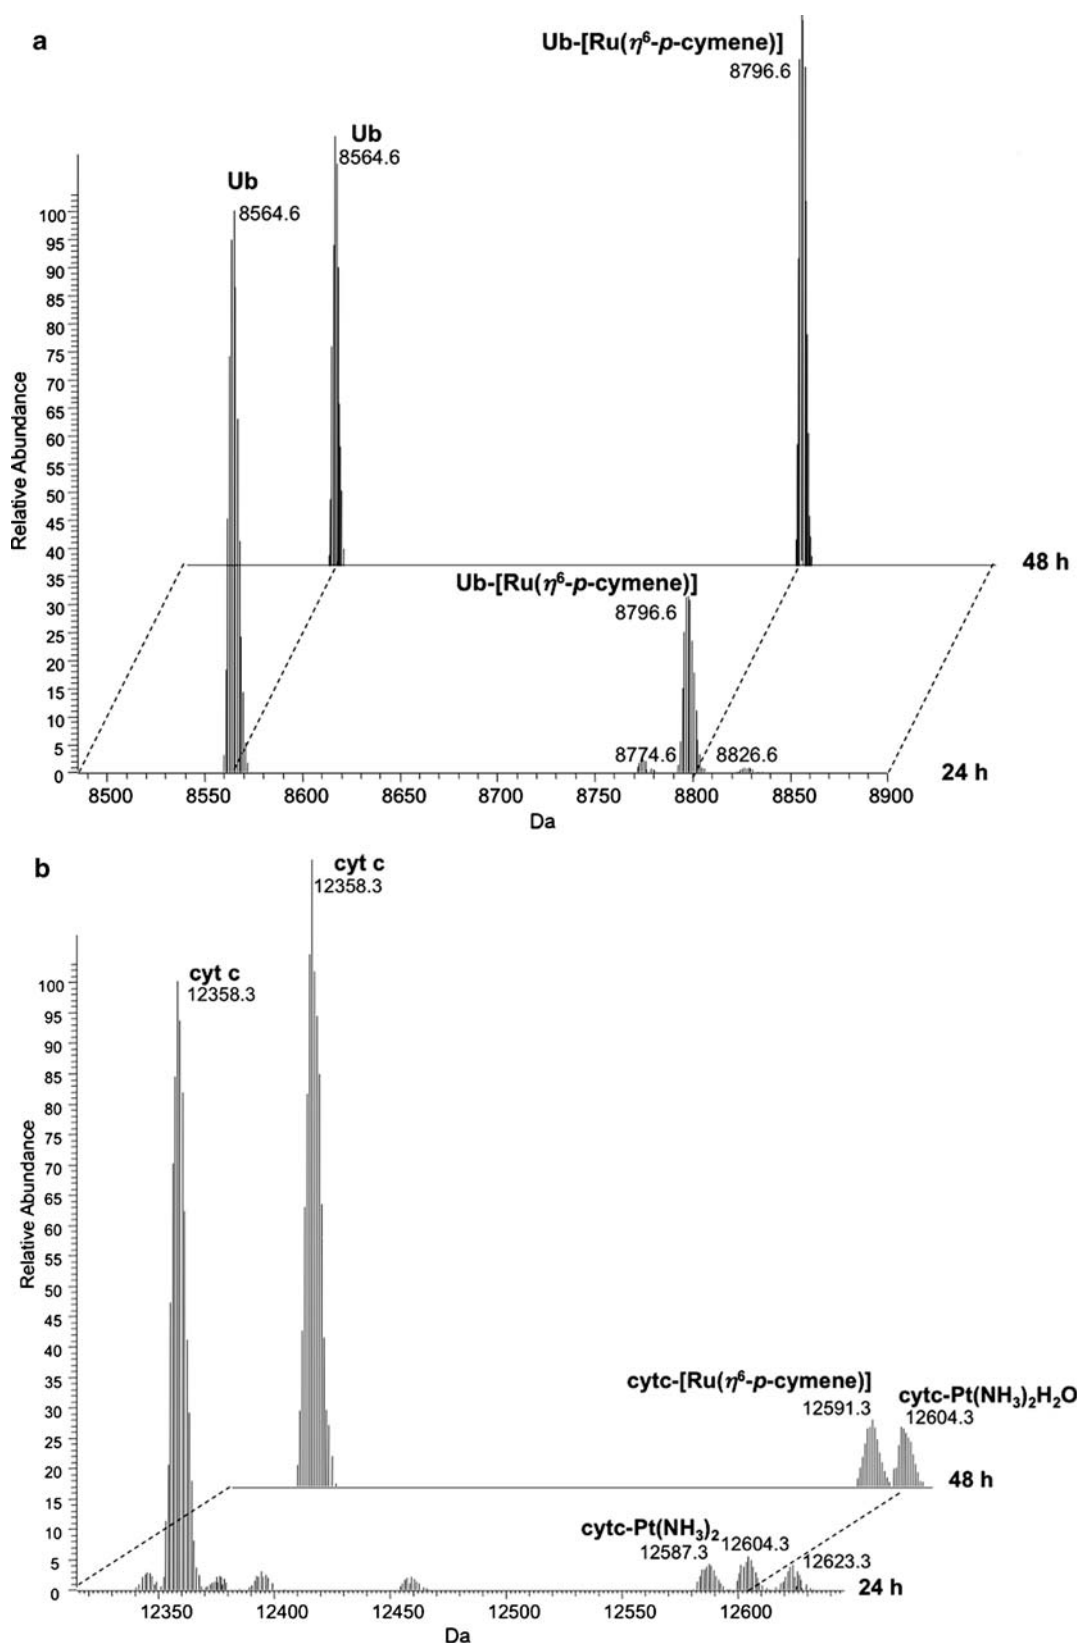 a
Ub-[Ru(η6-p-cymene)]
8796.6
Ub
8564.6
Ub
8564.6
100
95
90
85
80
75
70
65
60
55
50
45
40
35
30
25
20
15
10
5
0
Relative Abundance
48 h
Ub-[Ru(η6-p-cymene)]
8796.6
8774.6
8826.6
24 h
8500 8550 8600 8650 8700 8750 8800 8850 8900
Da
b
cyt c
12358.3
cyt c
12358.3
100
95
90
85
80
75
70
65
60
55
50
45
40
35
30
25
20
15
10
5
0
Relative Abundance
cytc-[Ru(η6-p-cymene)]
12591.3
cytc-Pt(NH3)2H2O
12604.3
48 h
cytc-Pt(NH3)2
12587.3
12604.3
12623.3
24 h
12350 12400 12450 12500 12550 12600
Da